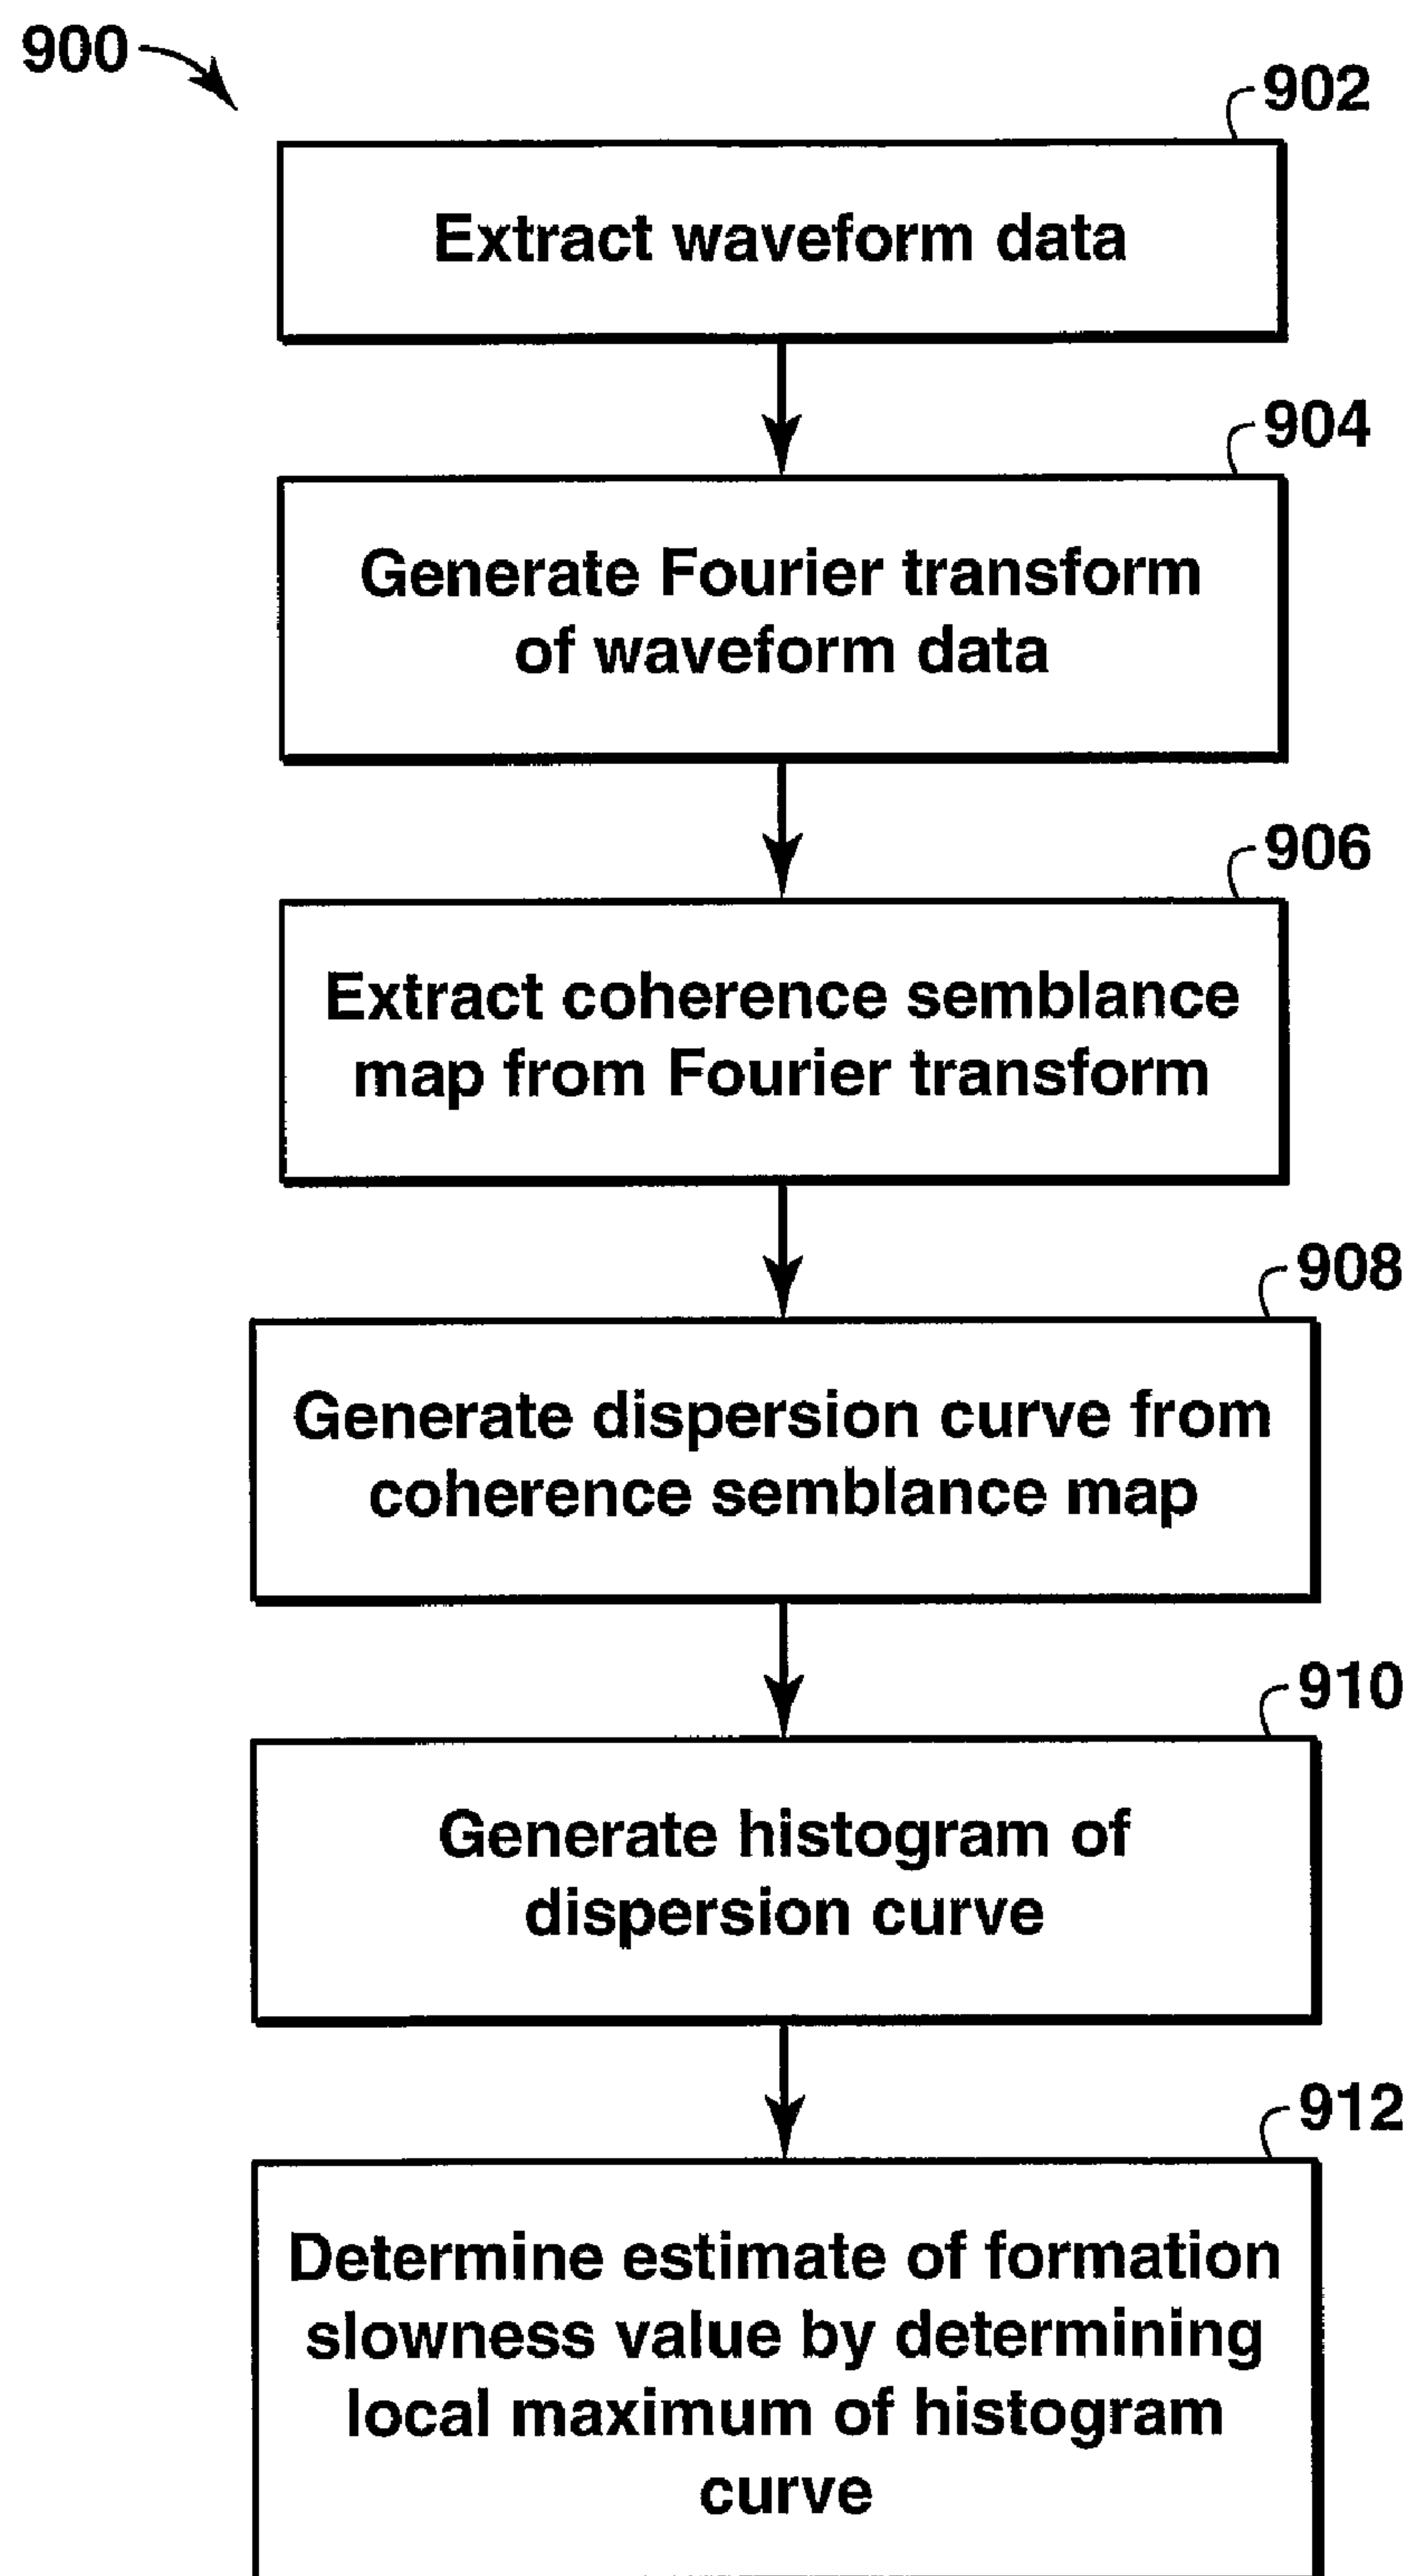 900
902
Extract waveform data
904
Generate Fourier transform
of waveform data
906
Extract coherence semblance
map from Fourier transform
908
Generate dispersion curve from
coherence semblance map
910
Generate histogram of
dispersion curve
912
Determine estimate of formation
slowness value by determining
local maximum of histogram
curve